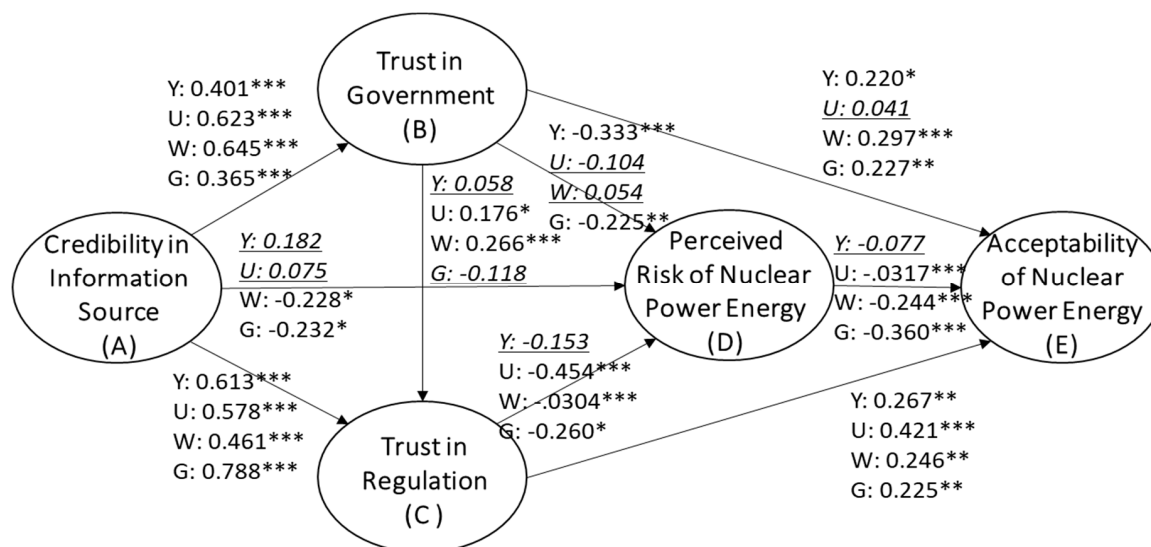 Trust in
Government
(B)
Y: 0.401***
U: 0.623***
W: 0.645***
G: 0.365***
Y: 0.220*
U: 0.041
W: 0.297***
G: 0.227**
Y: -0.333***
U: -0.104
W: 0.054
G: -0.225**
Y: 0.058
U: 0.176*
W: 0.266***
G: -0.118
Credibility in
Information
Source
(A)
Y: 0.182
U: 0.075
W: -0.228*
G: -0.232*
Perceived
Risk of Nuclear
Power Energy
(D)
Y: -0.077
U: -.0317***
W: -0.244***
G: -0.360***
Acceptability
of Nuclear
Power Energy
(E)
Y: 0.613***
U: 0.578***
W: 0.461***
G: 0.788***
Y: -0.153
U: -0.454***
W: -.0304***
G: -0.260*
Trust in
Regulation
(C )
Y: 0.267**
U: 0.421***
W: 0.246**
G: 0.225**